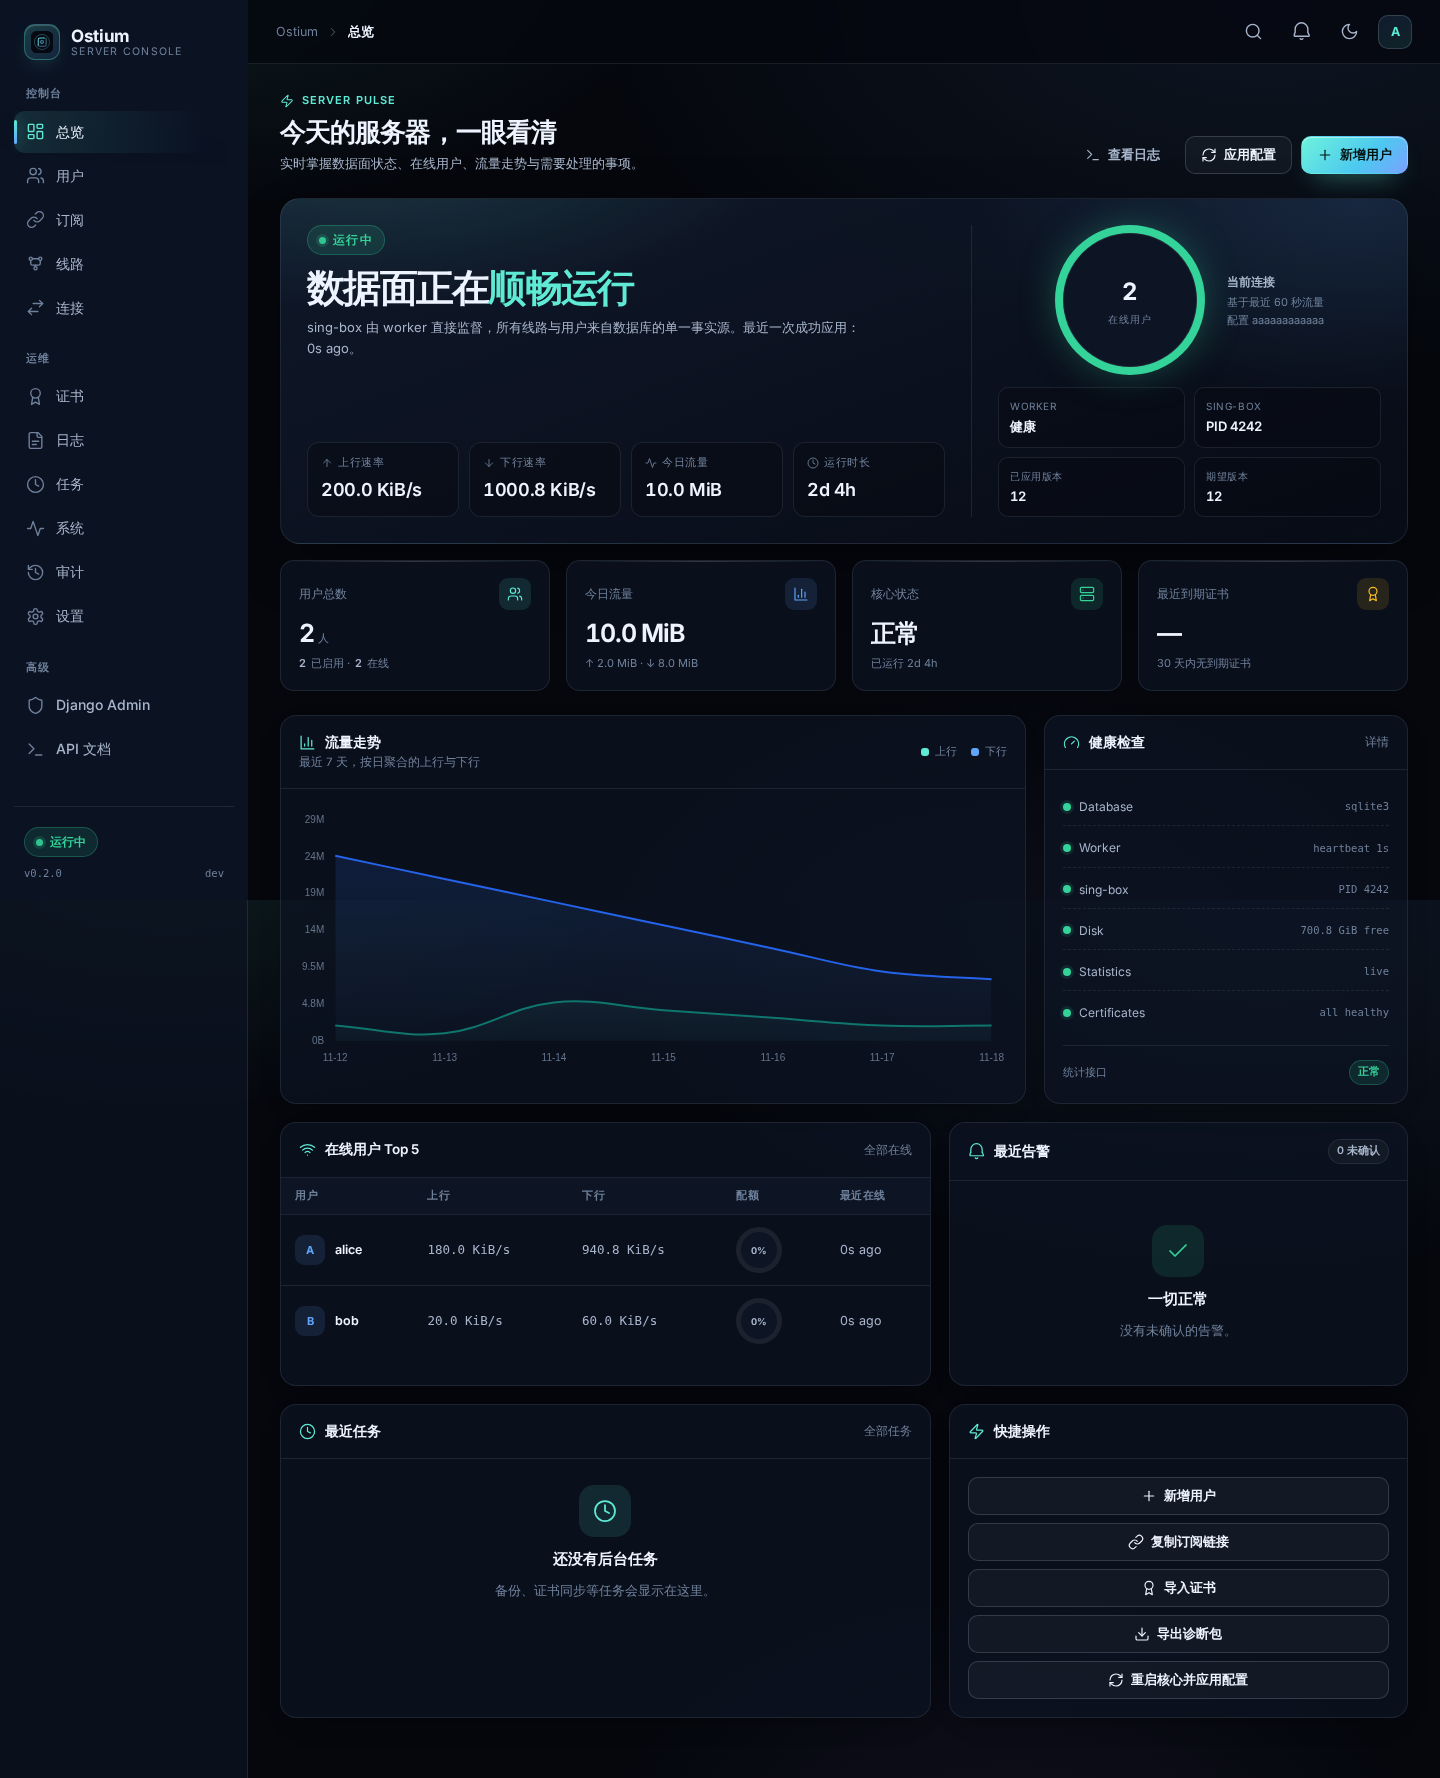 Ostium
SERVER CONSOLE
控制台
总览
用户
订阅
线路
连接
运维
证书
日志
任务
系统
审计
设置
高级
Django Admin
API 文档
运行中
v0.2.0 dev
Ostium 总览
A
SERVER PULSE
今天的服务器，一眼看清
实时掌握数据面状态、在线用户、流量走势与需要处理的事项。
查看日志 应用配置 新增用户
运行中
数据面正在顺畅运行
sing-box 由 worker 直接监督，所有线路与用户来自数据库的单一事实源。最近一次成功应用：
0s ago。
上行速率
200.0 KiB/s
下行速率
1000.8 KiB/s
今日流量
10.0 MiB
运行时长
2d 4h
2
在线用户
当前连接
基于最近 60 秒流量
配置 aaaaaaaaaaaa
WORKER
健康
SING-BOX
PID 4242
已应用版本
12
期望版本
12
用户总数
2 人
2 已启用 · 2 在线
今日流量
10.0 MiB
↑ 2.0 MiB · ↓ 8.0 MiB
核心状态
正常
已运行 2d 4h
最近到期证书
—
30 天内无到期证书
流量走势
最近 7 天，按日聚合的上行与下行
上行 下行
29M
24M
19M
14M
9.5M
4.8M
0B
11-12 11-13 11-14 11-15 11-16 11-17 11-18
健康检查 详情
Database sqlite3
Worker heartbeat 1s
sing-box PID 4242
Disk 700.8 GiB free
Statistics live
Certificates all healthy
统计接口 正常
在线用户 Top 5 全部在线
用户 上行 下行 配额 最近在线
A alice 180.0 KiB/s 940.8 KiB/s 0% 0s ago
B bob 20.0 KiB/s 60.0 KiB/s 0% 0s ago
最近告警 0 未确认
一切正常
没有未确认的告警。
最近任务 全部任务
还没有后台任务
备份、证书同步等任务会显示在这里。
快捷操作
新增用户
复制订阅链接
导入证书
导出诊断包
重启核心并应用配置